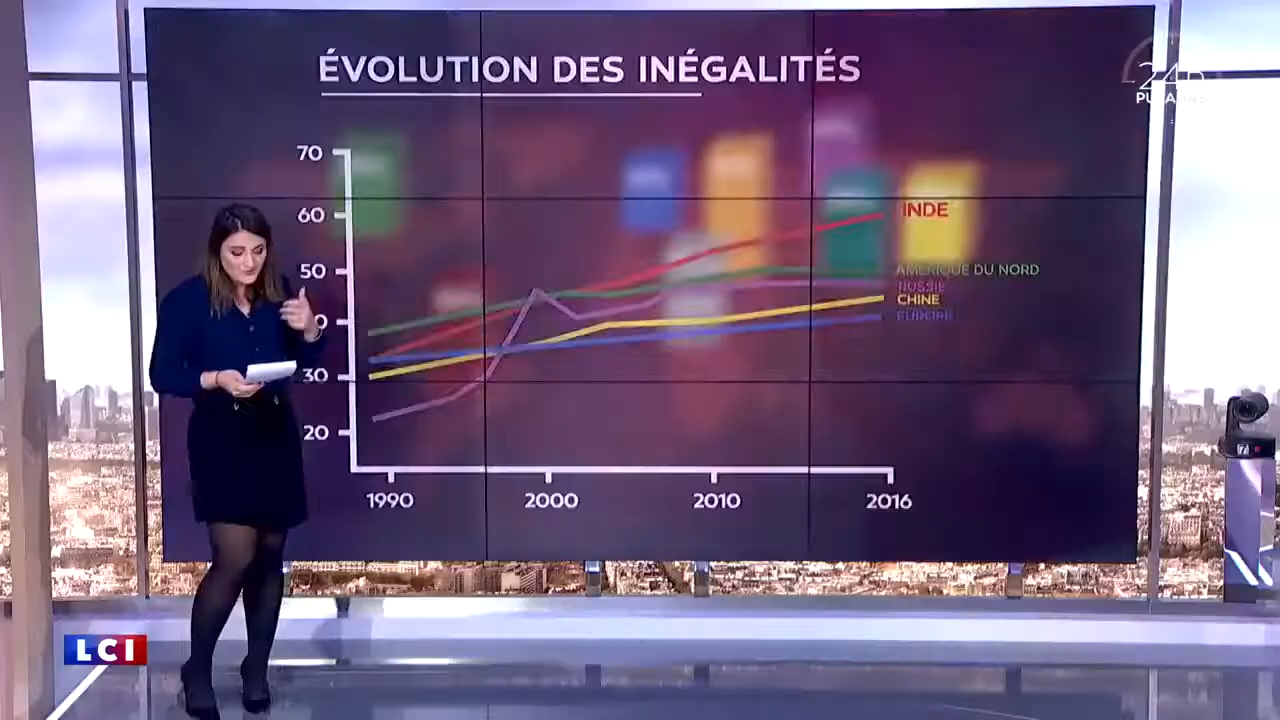 ÉVOLUTION DES INÉGALITÉS
70
60
INDE
50
AMÉRIQUE DU NORD
RUSSIE
CHINE
EUROPE
30
20
1990
2000
2010
2016
LCI